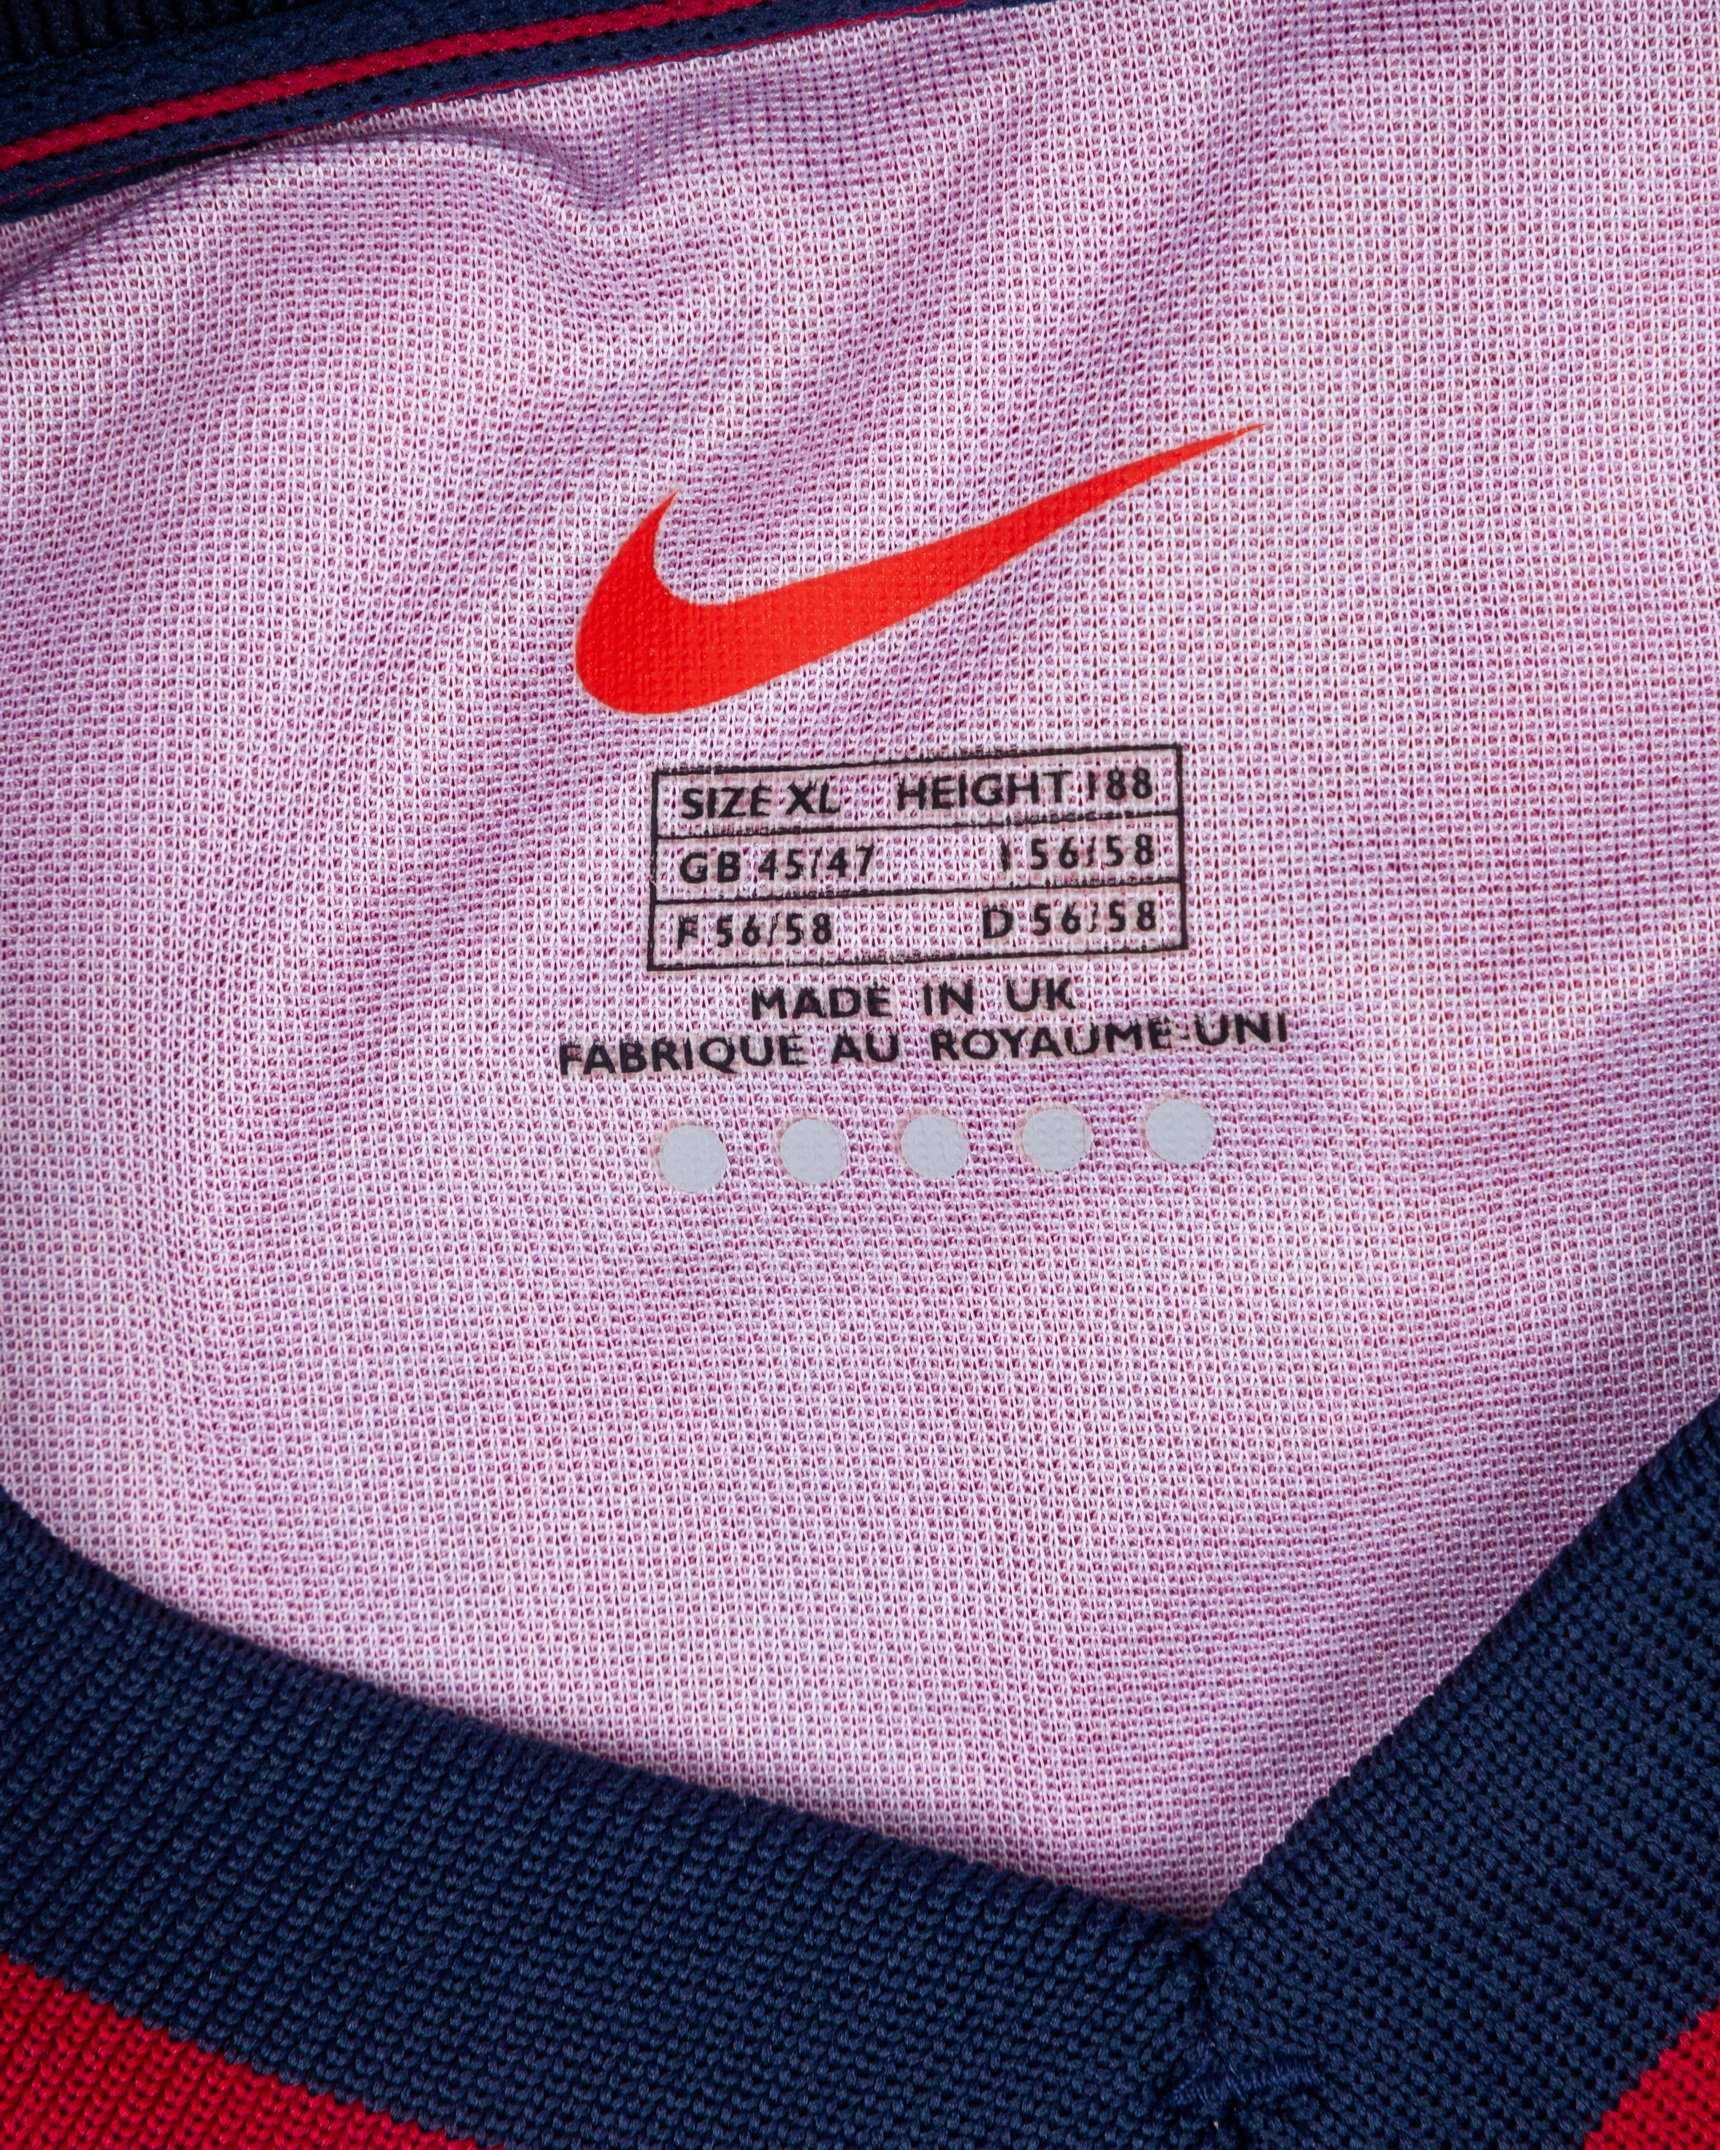 SIZE XL HEIGHT 188
GB 45/47 I 56/58
F 56/58 D 56/58
MADE IN UK
FABRIQUE AU ROYAUME-UNI